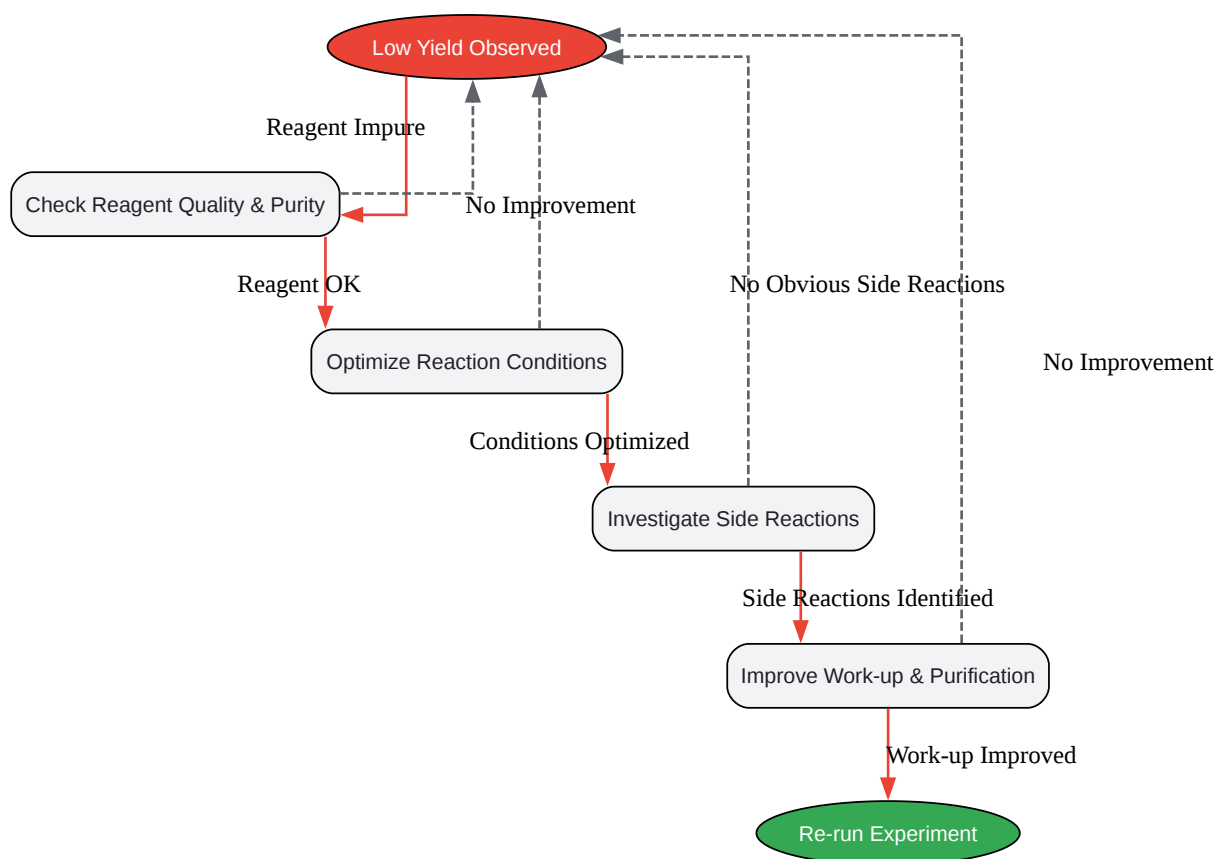 Low Yield Observed
Reagent Impure
Check Reagent Quality & Purity
No Improvement
Reagent OK
No Obvious Side Reactions
Optimize Reaction Conditions
No Improvement
Conditions Optimized
Investigate Side Reactions
Side Reactions Identified
Improve Work-up & Purification
Work-up Improved
Re-run Experiment